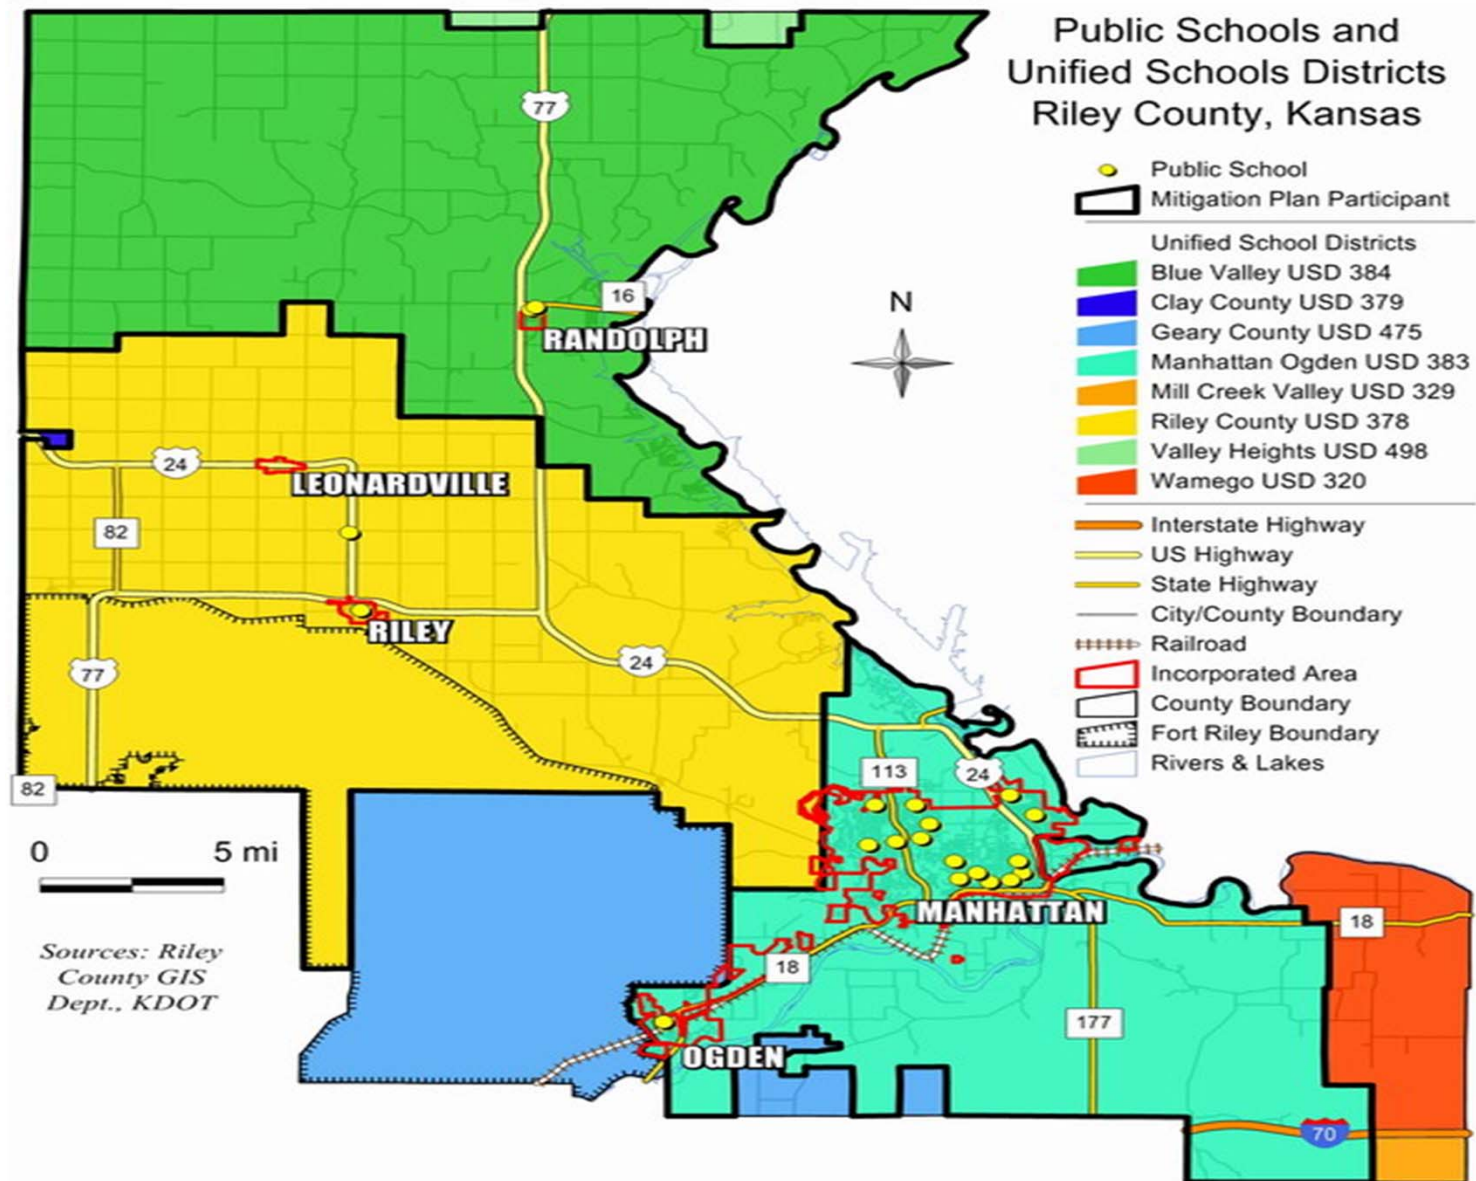 Public Schools and
Unified Schools Districts
Riley County, Kansas
Public School
Mitigation Plan Participant
Unified School Districts
Blue Valley USD 384
Clay County USD 379
Geary County USD 475
Manhattan Ogden USD 383
Mill Creek Valley USD 329
Riley County USD 378
Valley Heights USD 498
Wamego USD 320
Interstate Highway
US Highway
State Highway
City/County Boundary
Railroad
Incorporated Area
County Boundary
Fort Riley Boundary
Rivers & Lakes
N
77
16
RANDOLPH
24
LEONARDVILLE
82
RILEY
24
77
82
113
24
0 5 mi
MANHATTAN
18
18
Sources: Riley
County GIS
Dept., KDOT
177
OGDEN
70